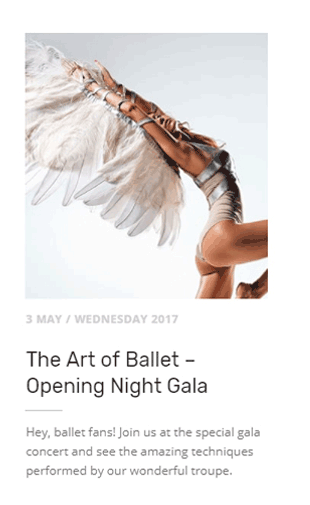 3 MAY / WEDNESDAY 2017
The Art of Ballet –
Opening Night Gala
Hey, ballet fans! Join us at the special gala
concert and see the amazing techniques
performed by our wonderful troupe.